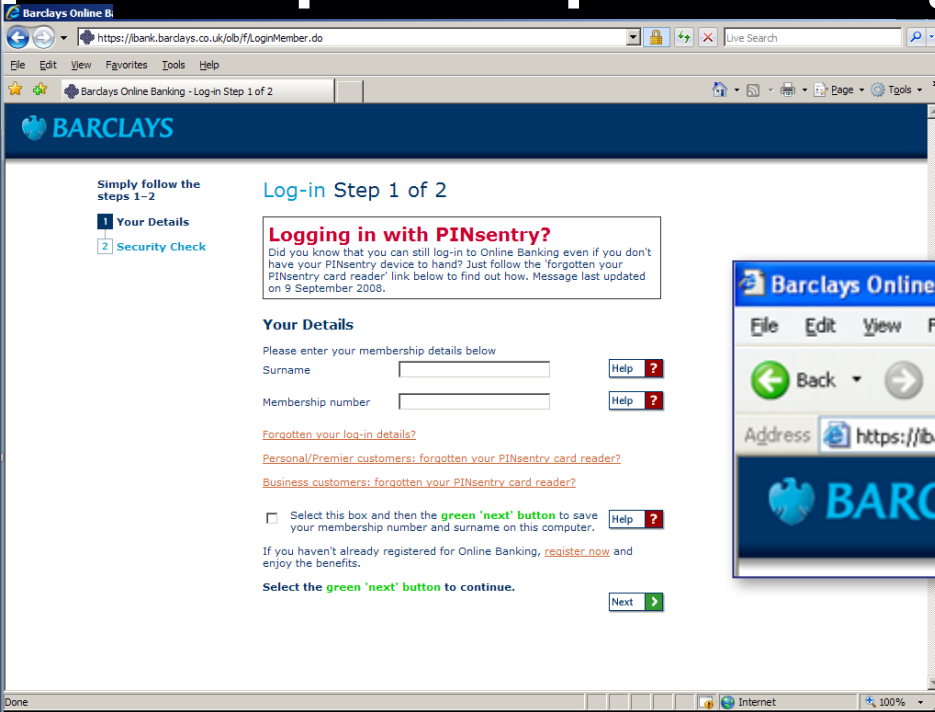 Barclays Online B
https://ibank.barclays.co.uk/olb/f/LoginMember.do
Live Search
File Edit View Favorites Tools Help
Barclays Online Banking - Log-in Step 1 of 2
Page Tools
BARCLAYS
Simply follow the
steps 1–2
1 Your Details
2 Security Check
Log-in Step 1 of 2
Logging in with PINsentry?
Did you know that you can still log-in to Online Banking even if you don't
have your PINsentry device to hand? Just follow the 'forgotten your
PINsentry card reader' link below to find out how. Message last updated
on 9 September 2008.
Your Details
Please enter your membership details below
Surname
Help ?
Membership number
Help ?
Forgotten your log-in details?
Personal/Premier customers: forgotten your PINsentry card reader?
Business customers: forgotten your PINsentry card reader?
Select this box and then the green 'next' button to save
your membership number and surname on this computer.
Help ?
If you haven't already registered for Online Banking, register now and
enjoy the benefits.
Select the green 'next' button to continue.
Next
Barclays Online
File Edit View F
Back
Address https://ib
BARC
Done
Internet
100%